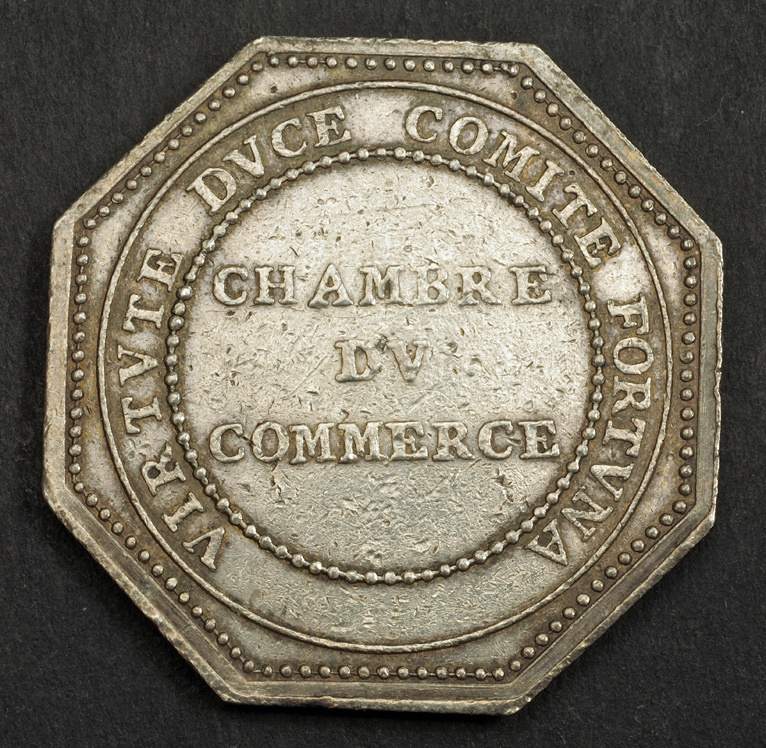 VIRTVTE DVCE COMITE FORTVNA
CHAMBRE
DV
COMMERCE